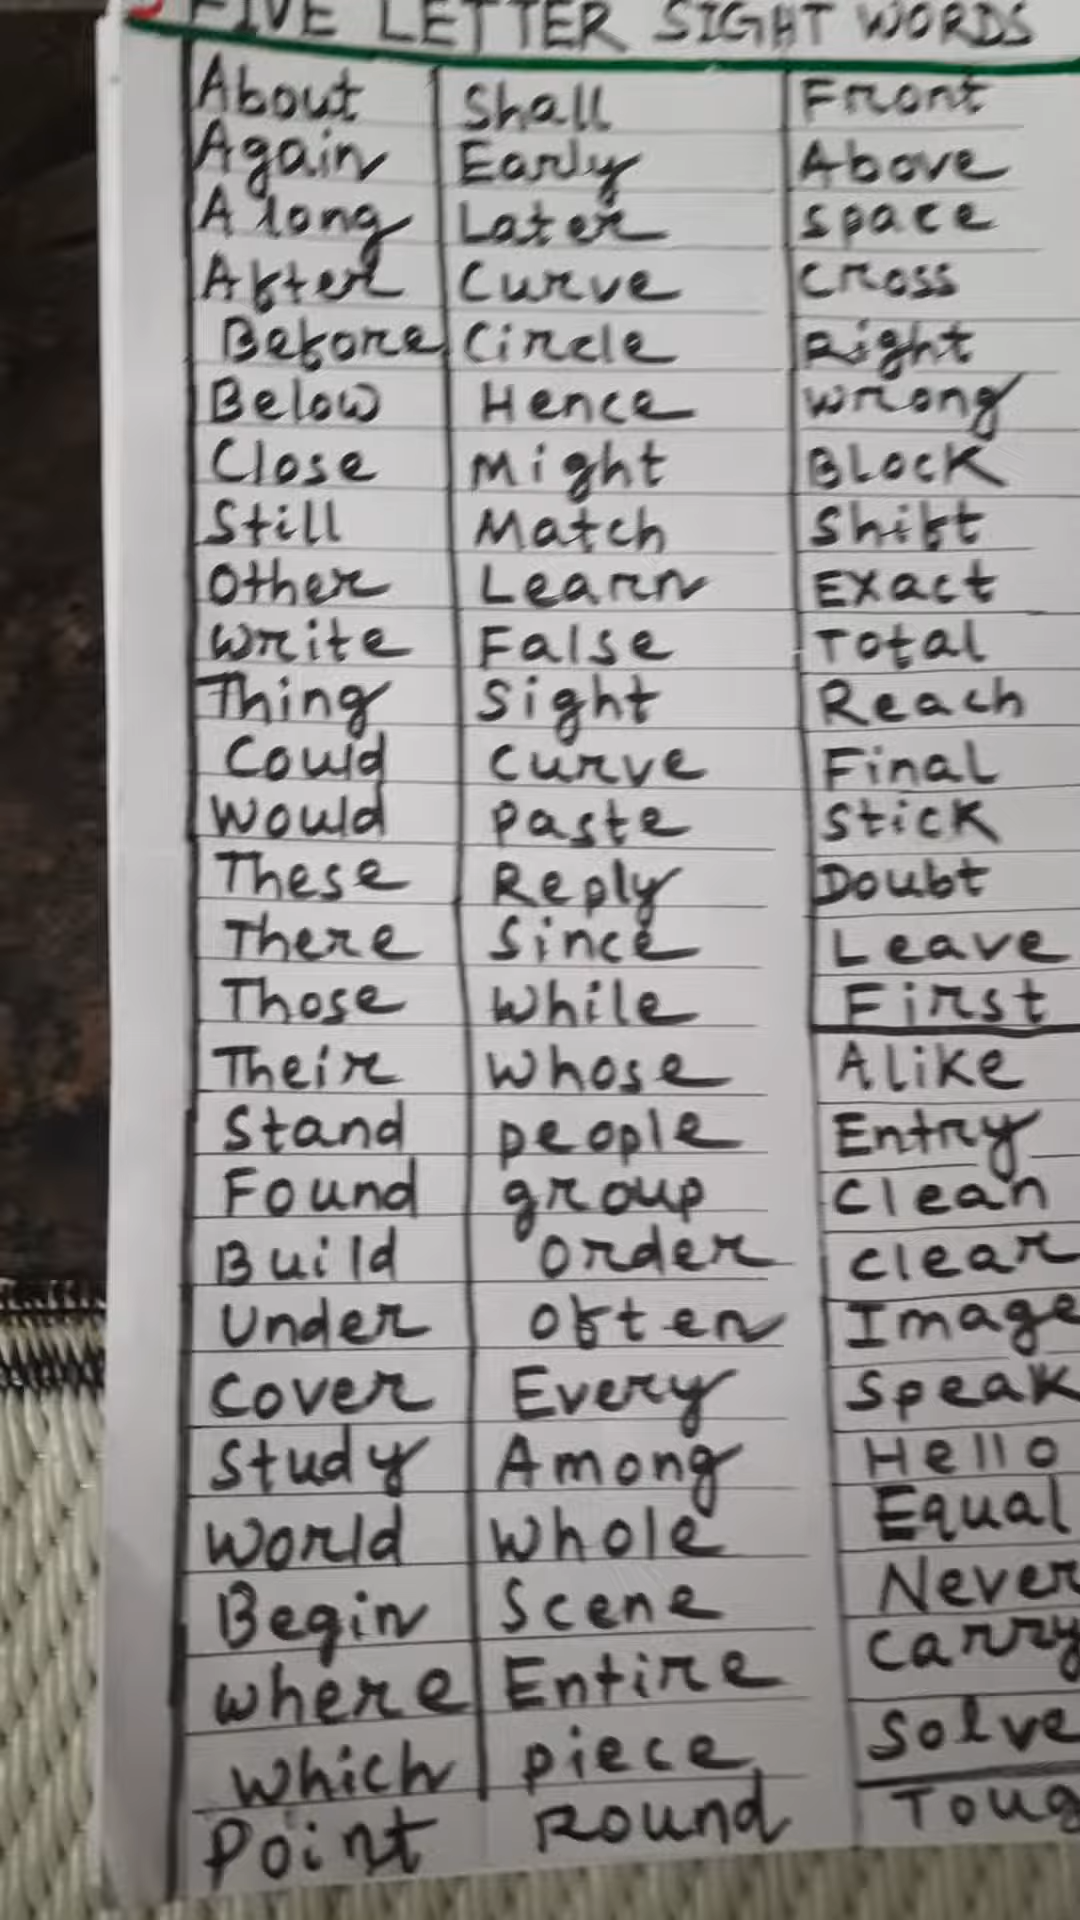 FIVE LETTER SIGHT WORDS
About Shall Front
Again Early Above
Along Later space
After Curve Cross
Before Circle Right
Below Hence wrong
Close Might BLOCK
Still Match Shift
Other Learn Exact
Write False Total
Thing Sight Reach
Could Curve Final
Would Paste Stick
These Reply Doubt
There Since Leave
Those While First
Their Whose Alike
Stand people Entry
Found group Clean
Build order clear
Under often Image
Cover Every Speak
Study Among Hello
World Whole Equal
Begin Scene Never
where Entire Carry
which piece Solve
Point Round Toug